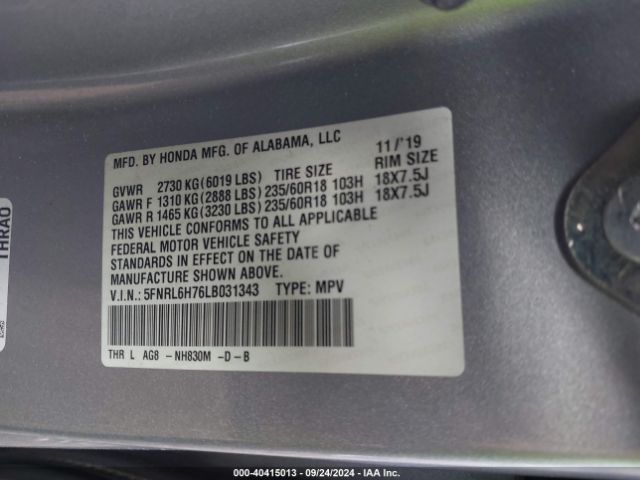 MFD. BY HONDA MFG. OF ALABAMA, LLC 11/'19
GVWR 2730 KG(6019 LBS) TIRE SIZE RIM SIZE
GAWR F 1310 KG(2888 LBS)235/60R18 103H 18X7.5J
GAWR R 1465 KG(3230 LBS)235/60R18 103H 18X7.5J
THIS VEHICLE CONFORMS TO ALL APPLICABLE
FEDERAL MOTOR VEHICLE SAFETY
STANDARDS IN EFFECT ON THE DATE OF
MANUFACTURE SHOWN ABOVE.
V.I.N.: 5FNRL6H76LB031343 TYPE: MPV
THR L AG8 - NH830M - D - B
THRA0
000-40415013 - 09/24/2024 - IAA Inc.